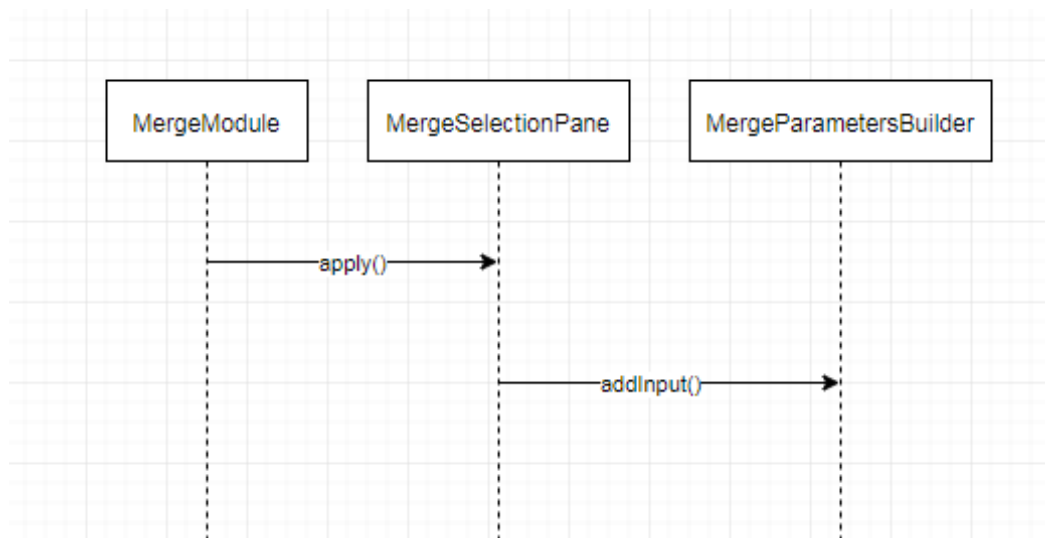 MergeModule
MergeSelectionPane
MergeParametersBuilder
apply()
addInput()